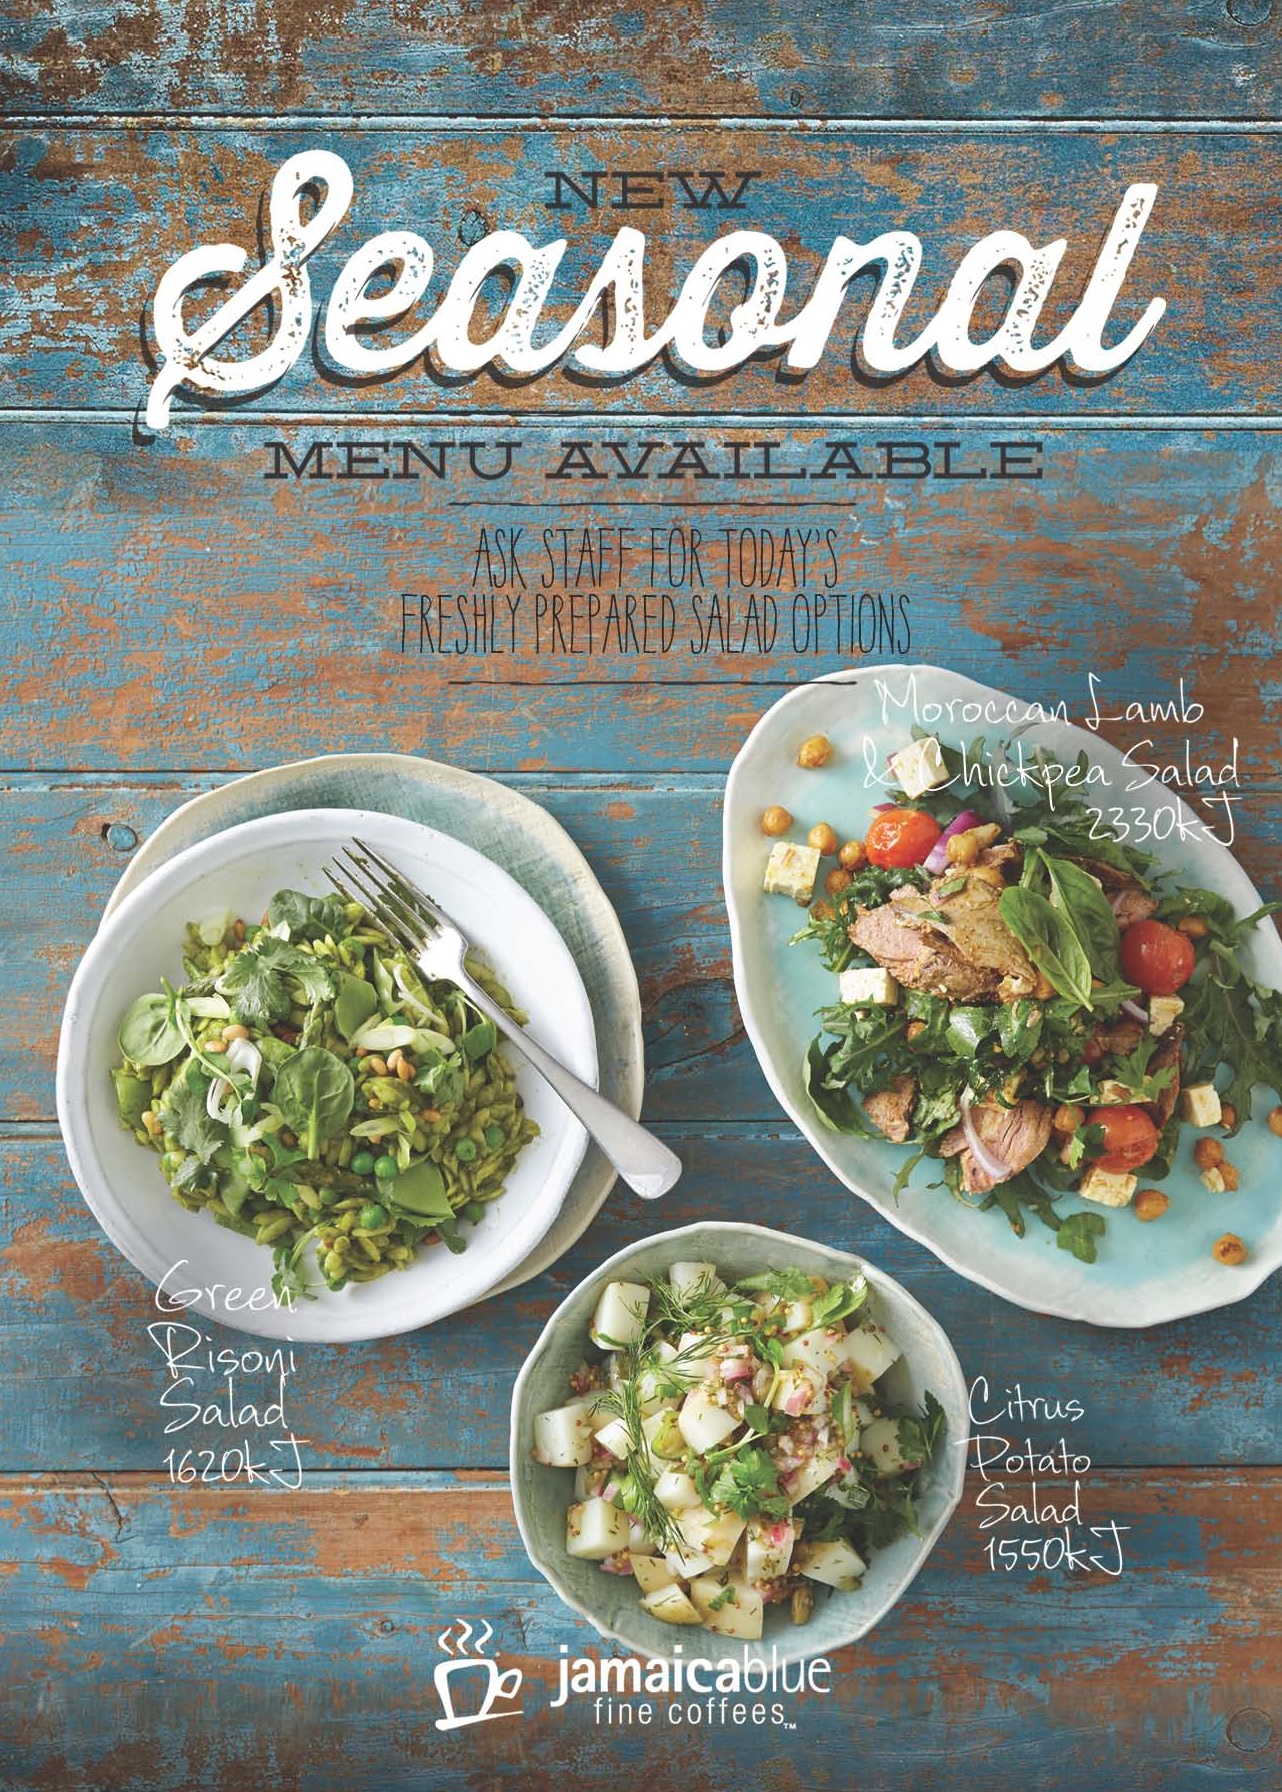 NEW
Seasonal
MENU AVAILABLE
ASK STAFF FOR TODAY'S
FRESHLY PREPARED SALAD OPTIONS
Moroccan Lamb
& Chickpea Salad
2330kJ
Green
Risoni
Salad
1620kJ
Citrus
Potato
Salad
1550kJ
jamaicablue
fine coffees™